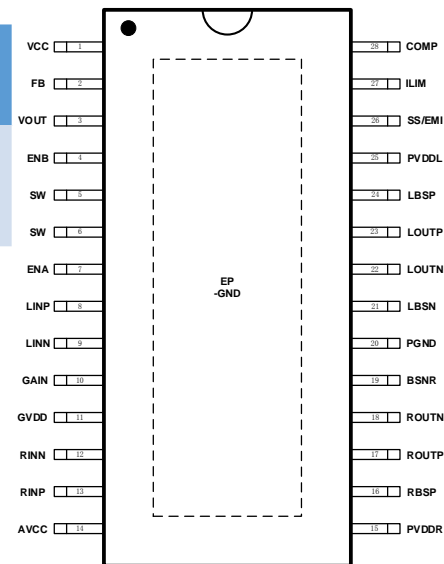 VCC 1 28 COMP
FB 2 27 ILIM
VOUT 3 26 SS/EMI
ENB 4 25 PVDDL
SW 5 24 LBSP
SW 6 23 LOUTP
ENA 7 22 LOUTN
EP
-GND
LINP 8 21 LBSN
LINN 9 20 PGND
GAIN 10 19 BSNR
GVDD 11 18 ROUTN
RINN 12 17 ROUTP
RINP 13 16 RBSP
AVCC 14 15 PVDDR